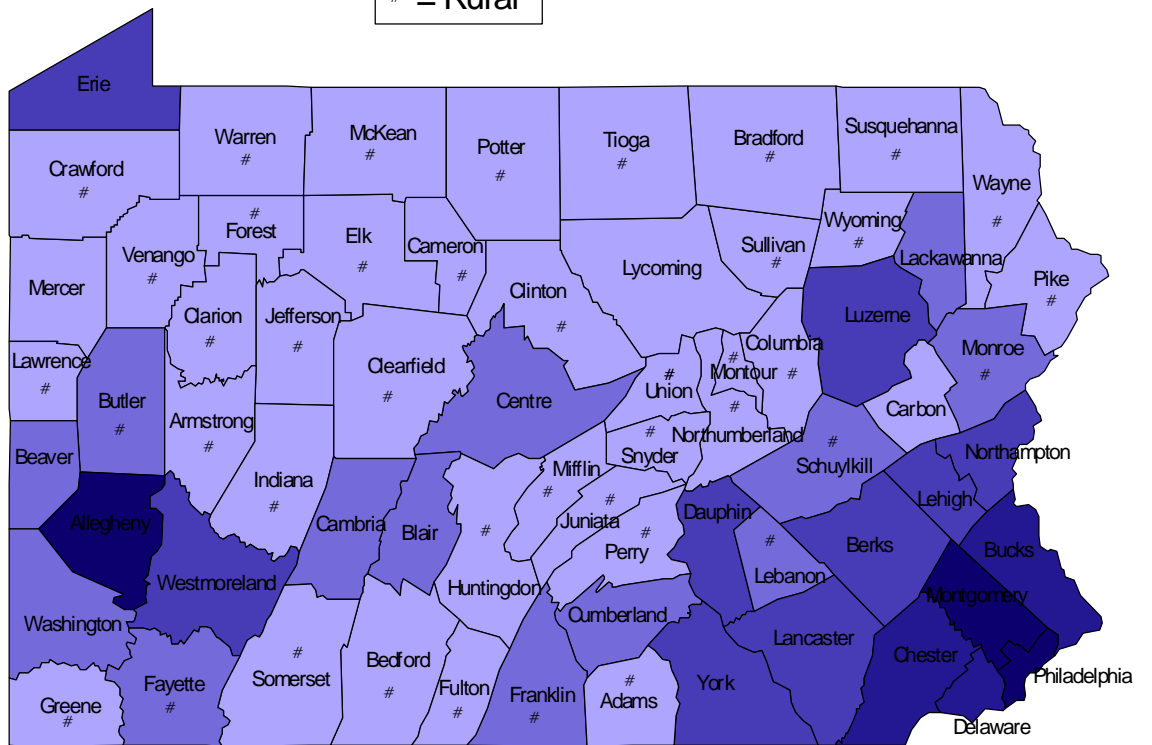 # = Rural
Erie
Warren
#
McKean
#
Potter
#
Tioga
#
Bradford
#
Susquehanna
#
Wayne
#
Crawford
#
Venango
#
#
Forest
Elk
#
Cameron
#
Clinton
#
Lycoming
Sullivan
#
Wyoming
#
Lackawanna
Pike
#
Mercer
Clarion
#
Jefferson
#
Clearfield
#
Centre
#
Union
#
Montour
Columbia
#
Luzerne
Monroe
#
Lawrence
#
Butler
#
Armstrong
#
Carbon
#
Northumberland
#
Snyder
#
Schuylkill
Northampton
Beaver
Indiana
#
Mifflin
#
Lehigh
Allegheny
Cambria
Blair
#
Huntingdon
#
Juniata
#
Perry
Dauphin
#
Lebanon
Berks
Bucks
Westmoreland
Montgomery
Washington
Cumberland
Lancaster
Chester
Philadelphia
Greene
#
Fayette
#
#
Somerset
Bedford
#
Fulton
#
Franklin
#
#
Adams
York
Delaware